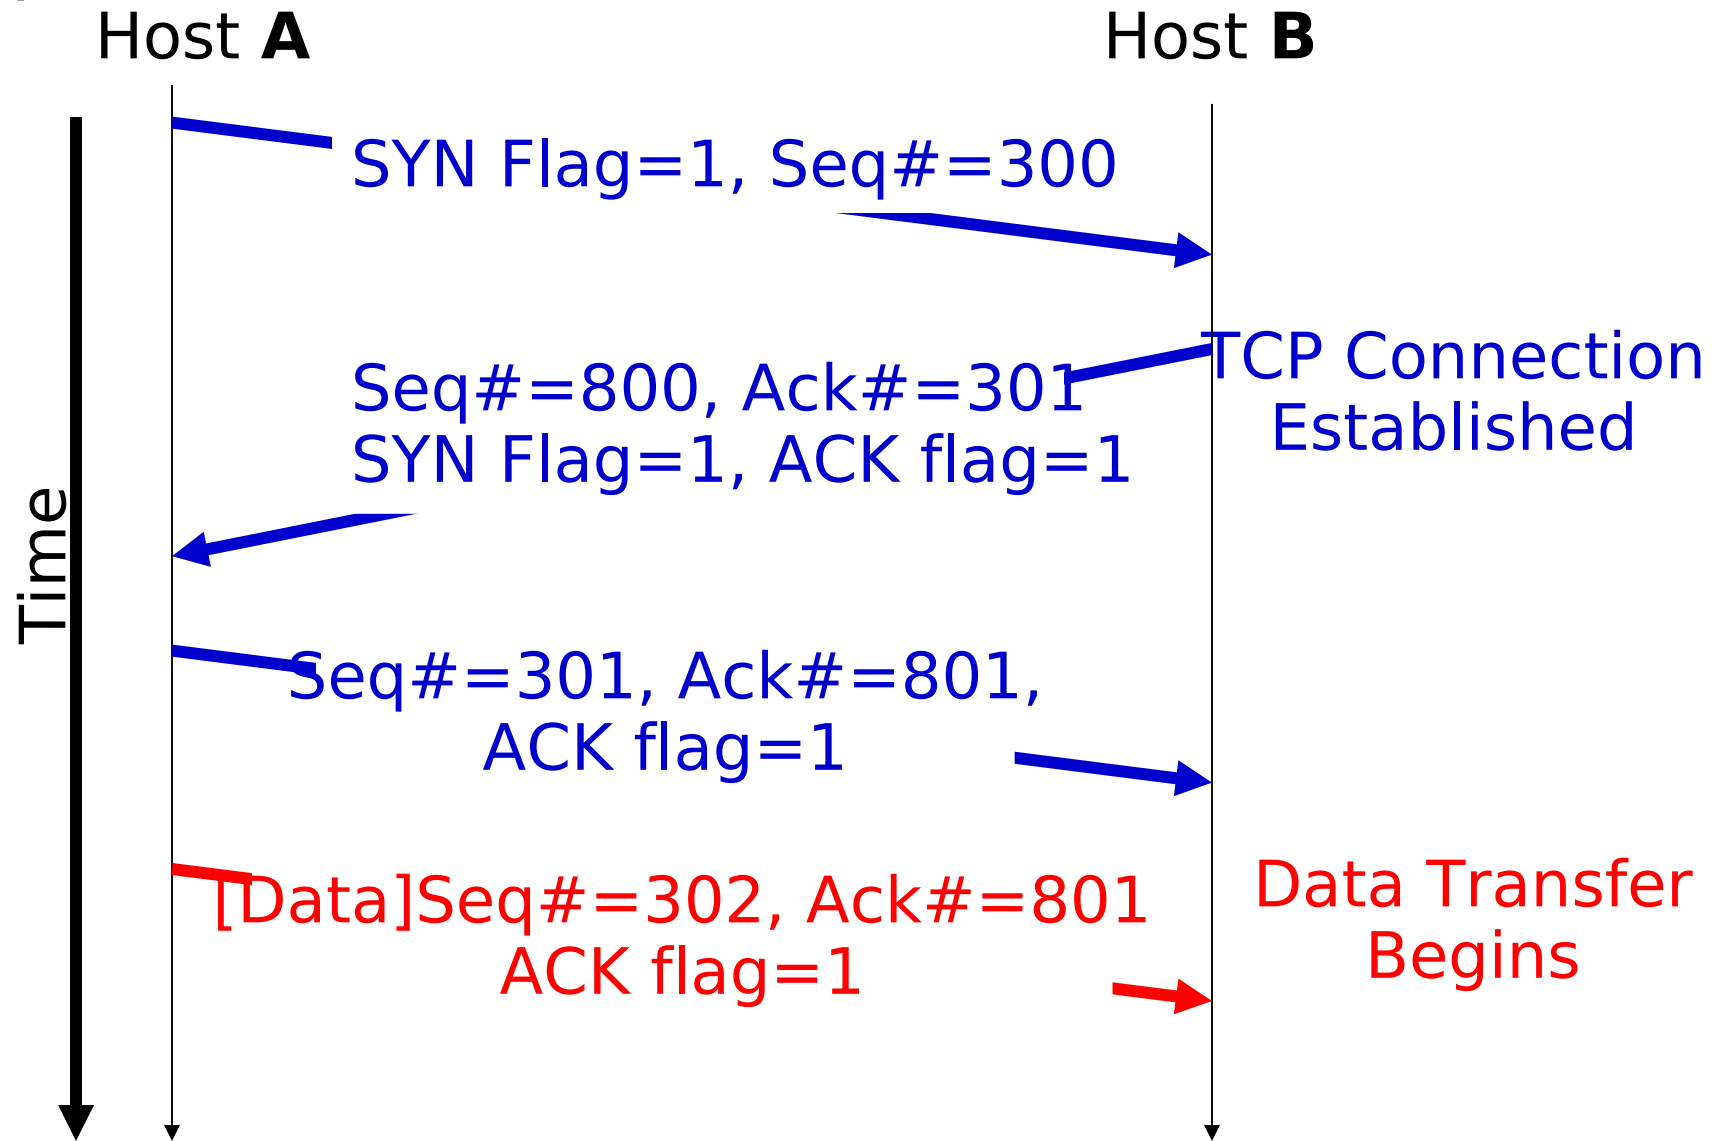 Host A
Host B
SYN Flag=1, Seq#=300
TCP Connection
Established
Seq#=800, Ack#=301
SYN Flag=1, ACK flag=1
Time
Seq#=301, Ack#=801,
ACK flag=1
[Data]Seq#=302, Ack#=801
ACK flag=1
Data Transfer
Begins